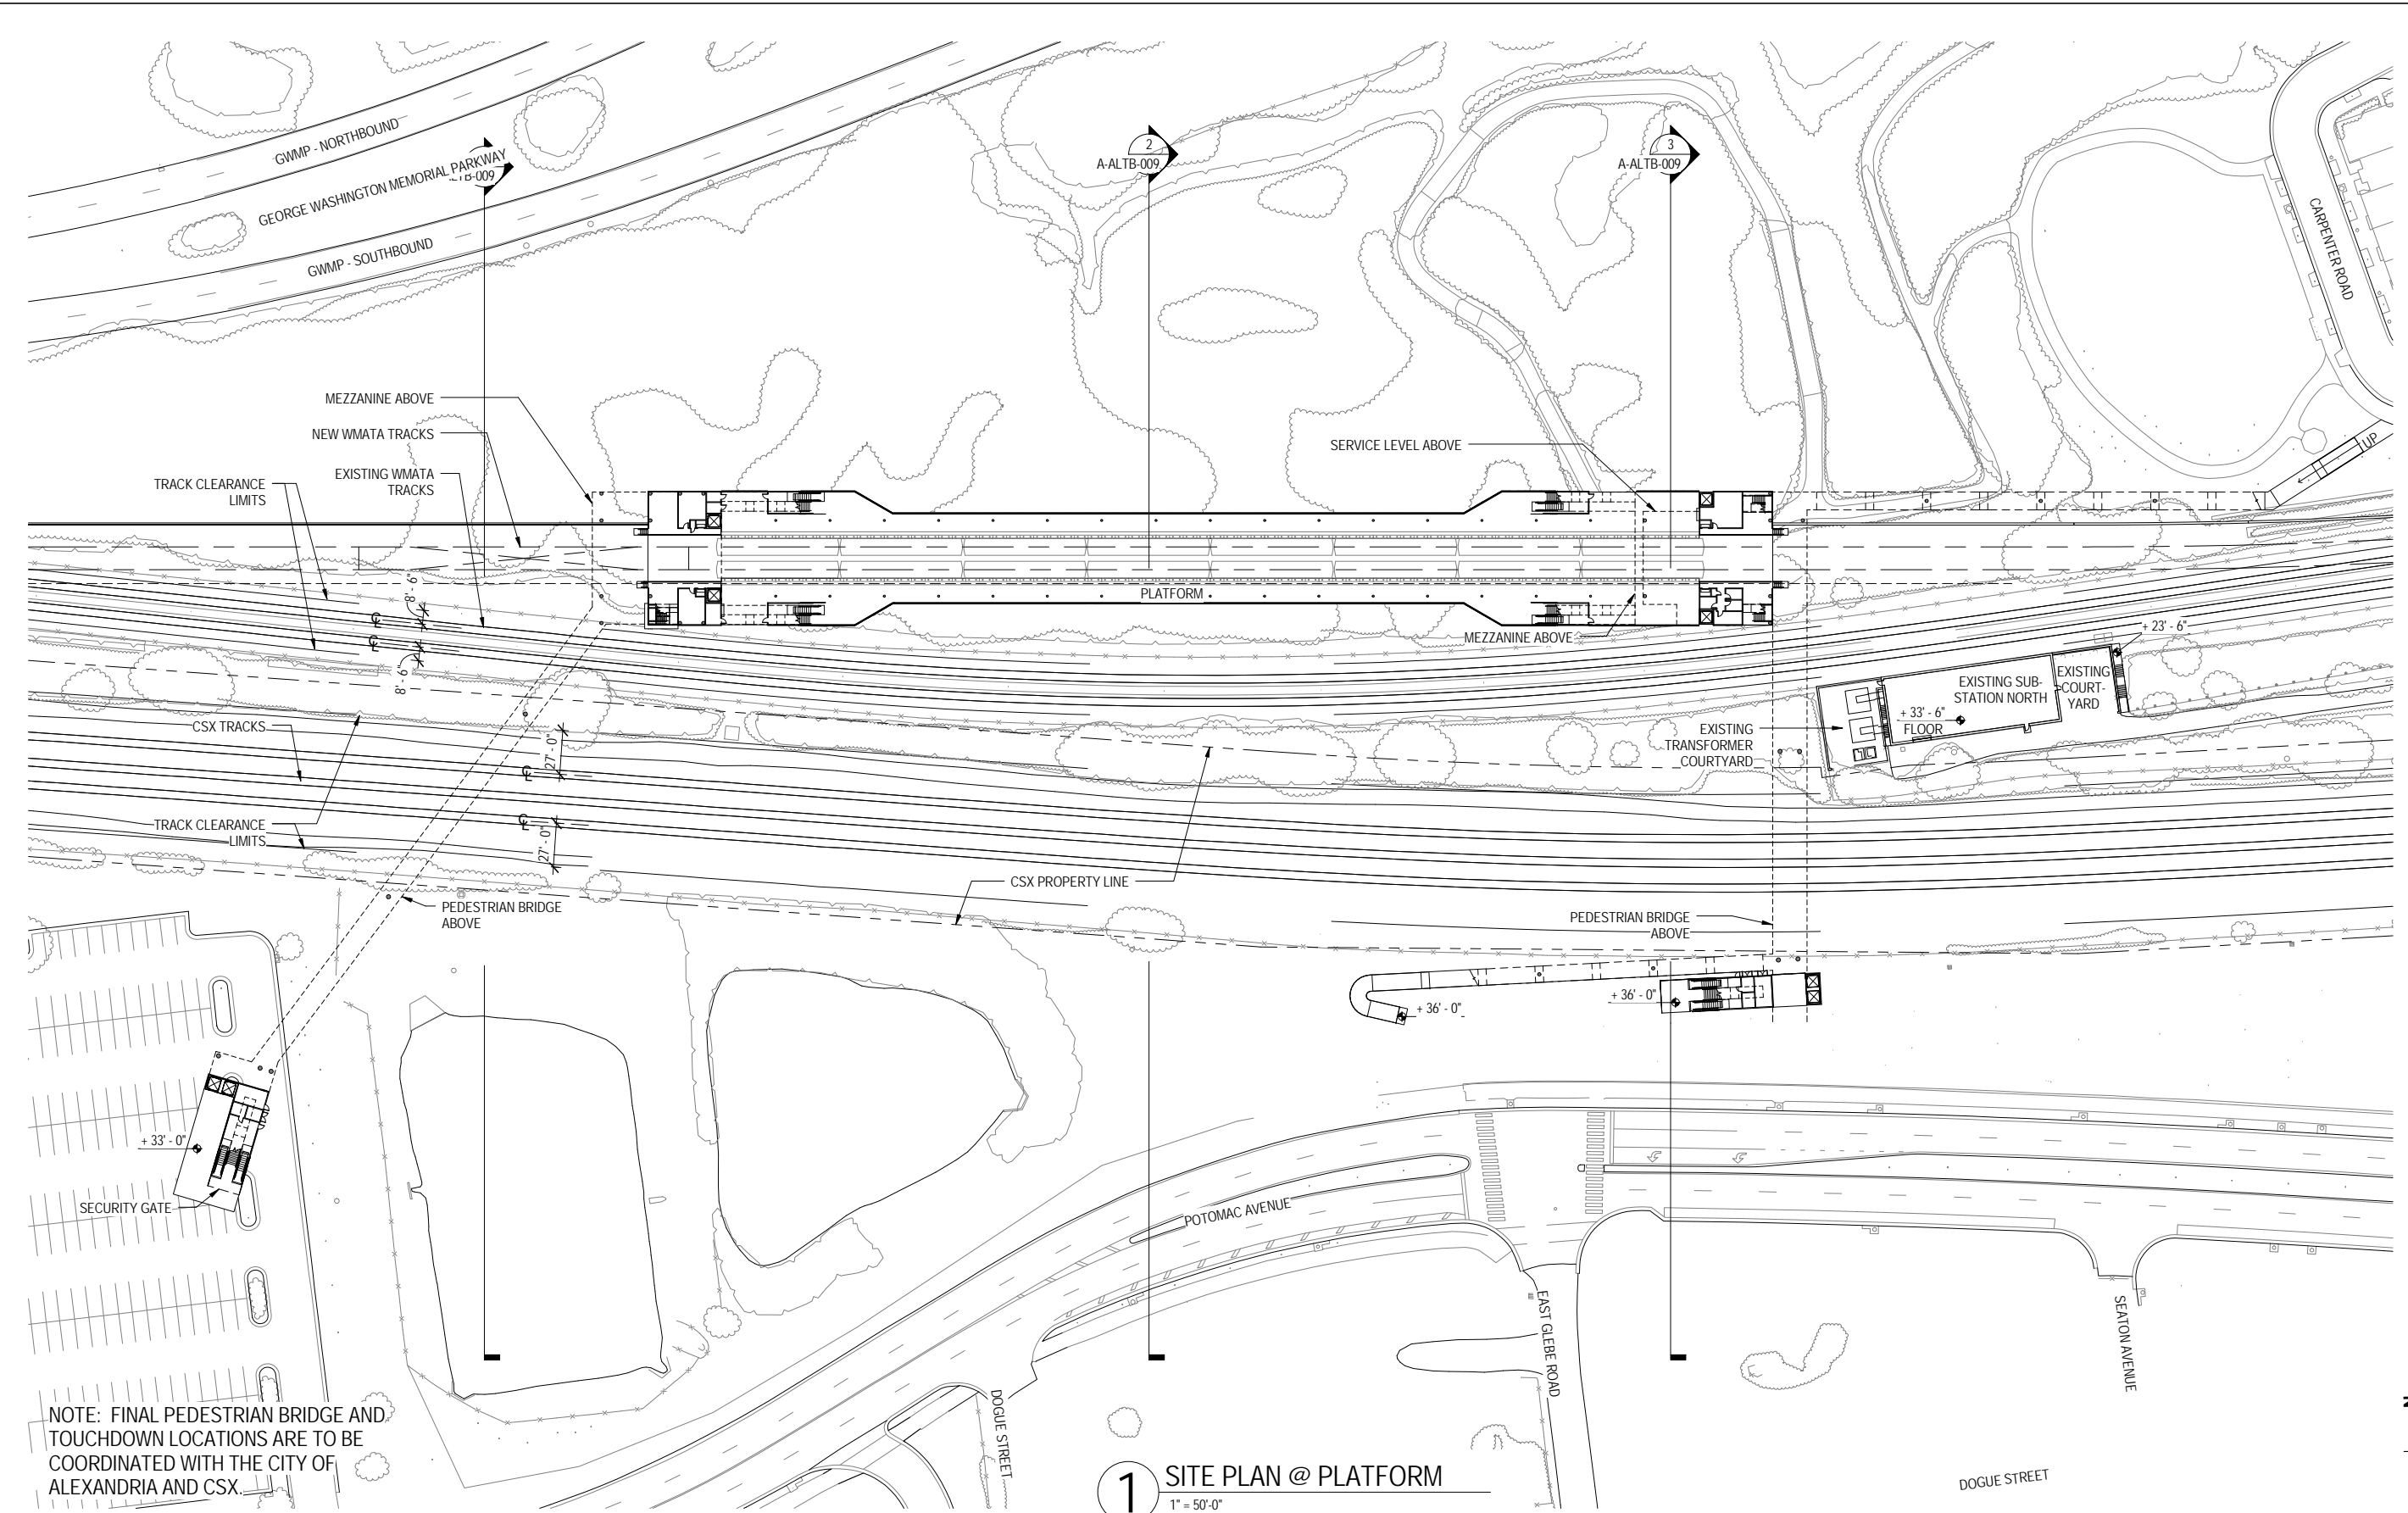 GWMP - NORTHBOUND
GEORGE WASHINGTON MEMORIAL PARKWAY
GWMP - SOUTHBOUND
LTB-009
2
A-ALTB-009
3
A-ALTB-009
CARPENTER ROAD
MEZZANINE ABOVE
NEW WMATA TRACKS
EXISTING WMATA
TRACKS
TRACK CLEARANCE
LIMITS
SERVICE LEVEL ABOVE
UP
8' - 6"
8' - 6"
PLATFORM
MEZZANINE ABOVE
+ 23' - 6"
EXISTING SUB-
STATION NORTH
EXISTING
COURT-
YARD
+ 33' - 6"
FLOOR
EXISTING
TRANSFORMER
COURTYARD
CSX TRACKS
27' - 0"
TRACK CLEARANCE
LIMITS
27' - 0"
CSX PROPERTY LINE
PEDESTRIAN BRIDGE
ABOVE
PEDESTRIAN BRIDGE
ABOVE
+ 36' - 0"
+ 36' - 0"
+ 33' - 0"
SECURITY GATE
POTOMAC AVENUE
EAST GLEBE ROAD
SEATON AVENUE
DOGUE STREET
DOGUE STREET
NOTE: FINAL PEDESTRIAN BRIDGE AND
TOUCHDOWN LOCATIONS ARE TO BE
COORDINATED WITH THE CITY OF
ALEXANDRIA AND CSX.
1
SITE PLAN @ PLATFORM
1" = 50'-0"